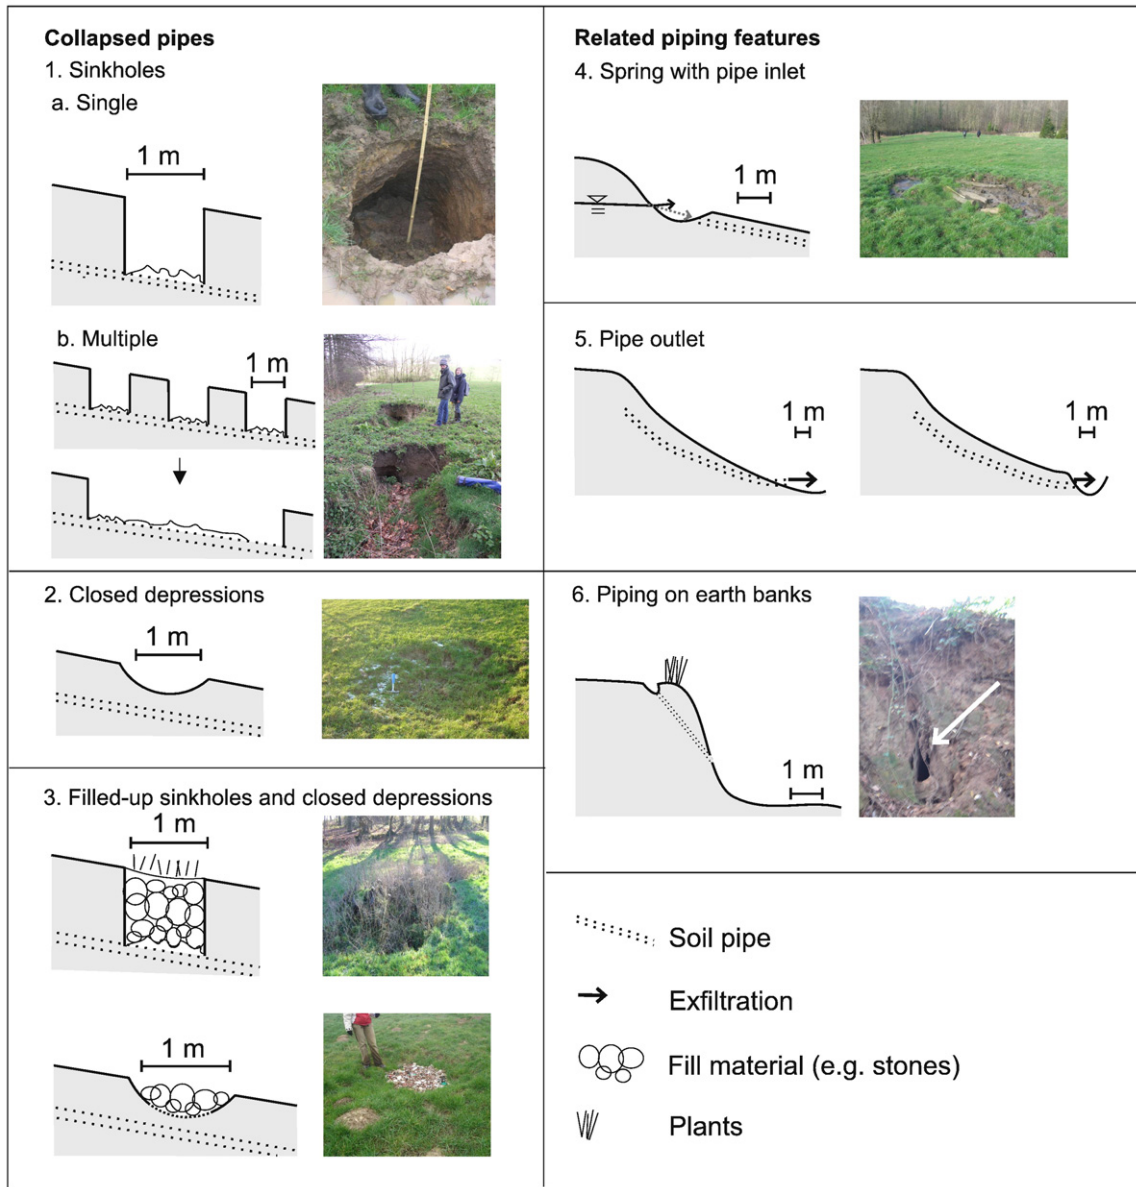 Collapsed pipes
1. Sinkholes
a. Single
1 m
b. Multiple
1 m
2. Closed depressions
1 m
3. Filled-up sinkholes and closed depressions
1 m
1 m
Related piping features
4. Spring with pipe inlet
1 m
5. Pipe outlet
1 m
1 m
6. Piping on earth banks
1 m
Soil pipe
Exfiltration
Fill material (e.g. stones)
Plants